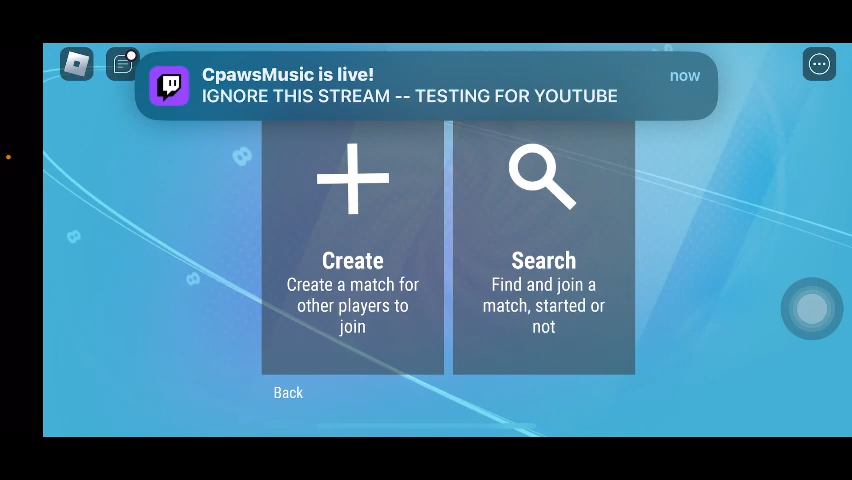 CpawsMusic is live!
now
IGNORE THIS STREAM -- TESTING FOR YOUTUBE
Create
Create a match for
other players to
join
Search
Find and join a
match, started or
not
Back